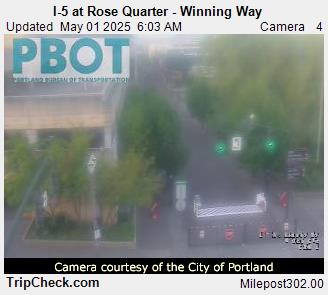 I-5 at Rose Quarter - Winning Way
Updated May 01 2025 6:03 AM Camera 4
PBOT
PORTLAND BUREAU OF TRANSPORTATION
Camera courtesy of the City of Portland
TripCheck.com Milepost302.00